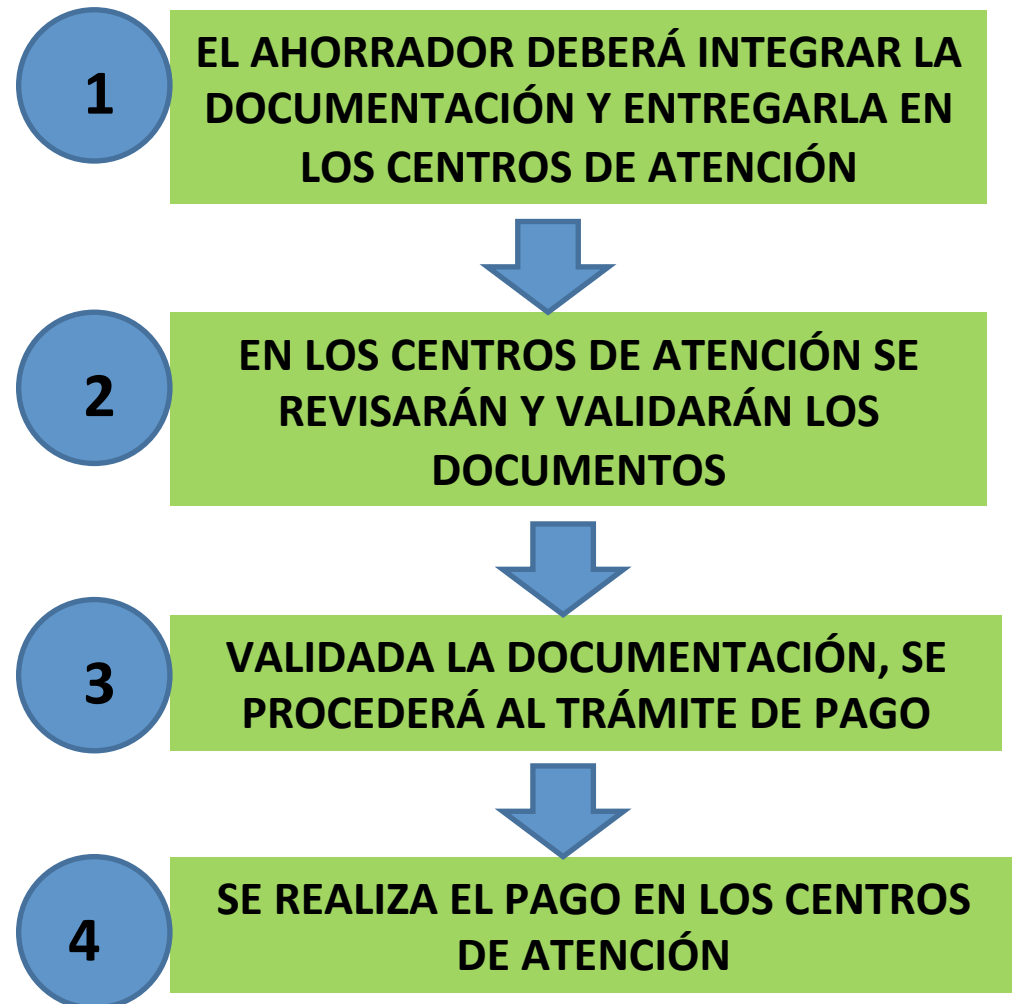 1
EL AHORRADOR DEBERÁ INTEGRAR LA
DOCUMENTACIÓN Y ENTREGARLA EN
LOS CENTROS DE ATENCIÓN
2
EN LOS CENTROS DE ATENCIÓN SE
REVISARÁN Y VALIDARÁN LOS
DOCUMENTOS
3
VALIDADA LA DOCUMENTACIÓN, SE
PROCEDERÁ AL TRÁMITE DE PAGO
4
SE REALIZA EL PAGO EN LOS CENTROS
DE ATENCIÓN